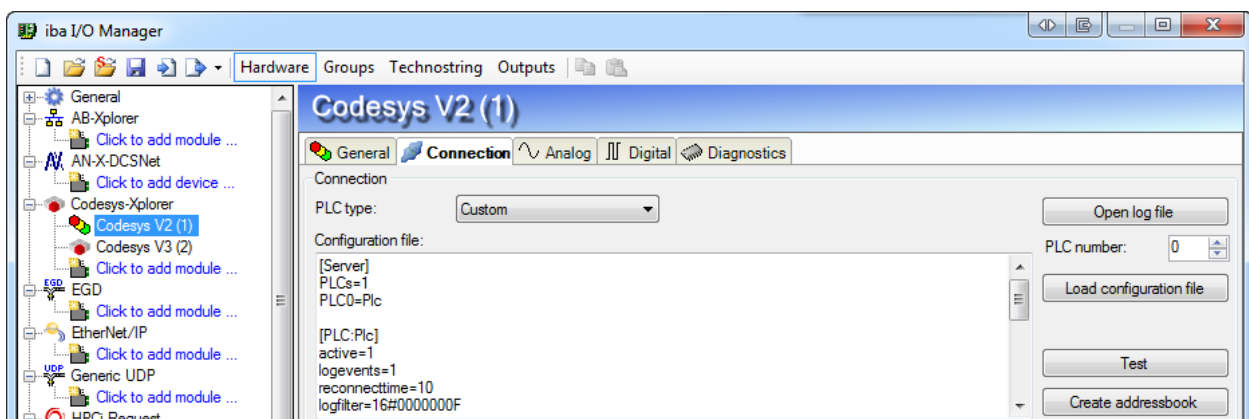 iba I/O Manager
Hardware Groups Technostring Outputs
General
AB-Xplorer
Click to add module ...
AN-X-DCSNet
Click to add device ...
Codesys-Xplorer
Codesys V2 (1)
Codesys V3 (2)
Click to add module ...
EGD
EGD
Click to add module ...
EtherNet/IP
Click to add module ...
UDP
Generic UDP
Click to add module ...
HPCi Request
Codesys V2 (1)
General Connection Analog Digital Diagnostics
Connection
PLC type: Custom
Open log file
Configuration file:
PLC number: 0
[Server]
PLCs=1
PLC0=Plc
Load configuration file
[PLC:Plc]
active=1
logevents=1
reconnecttime=10
logfilter=16#0000000F
Test
Create addressbook